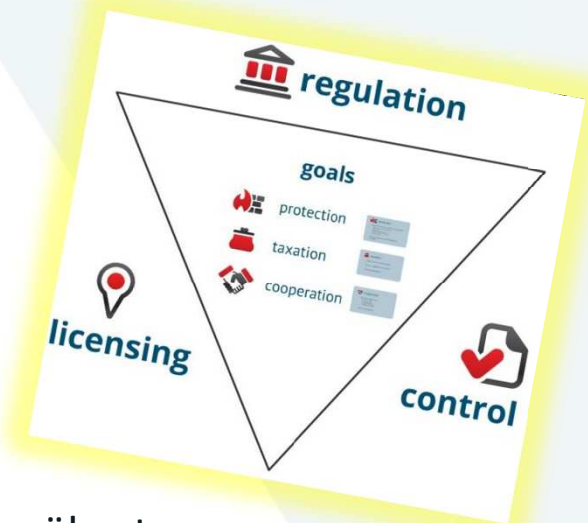 regulation
goals
protection
taxation
cooperation
licensing
control